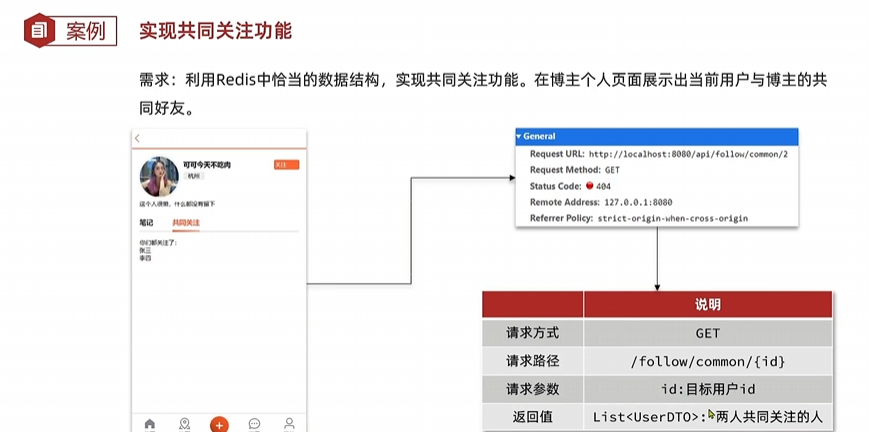 案例
实现共同关注功能
需求：利用Redis中恰当的数据结构，实现共同关注功能。在博主个人页面展示出当前用户与博主的共
同好友。
可可今天不吃肉
关注
杭州
这个人很懒，什么都没有留下
笔记 共同关注
你们都关注了：
张三
李四
General
Request URL: http://localhost:8080/api/follow/common/2
Request Method: GET
Status Code: 404
Remote Address: 127.0.0.1:8080
Referrer Policy: strict-origin-when-cross-origin
说明
请求方式 GET
请求路径 /follow/common/{id}
请求参数 id:目标用户id
返回值 List<UserDTO>:两人共同关注的人